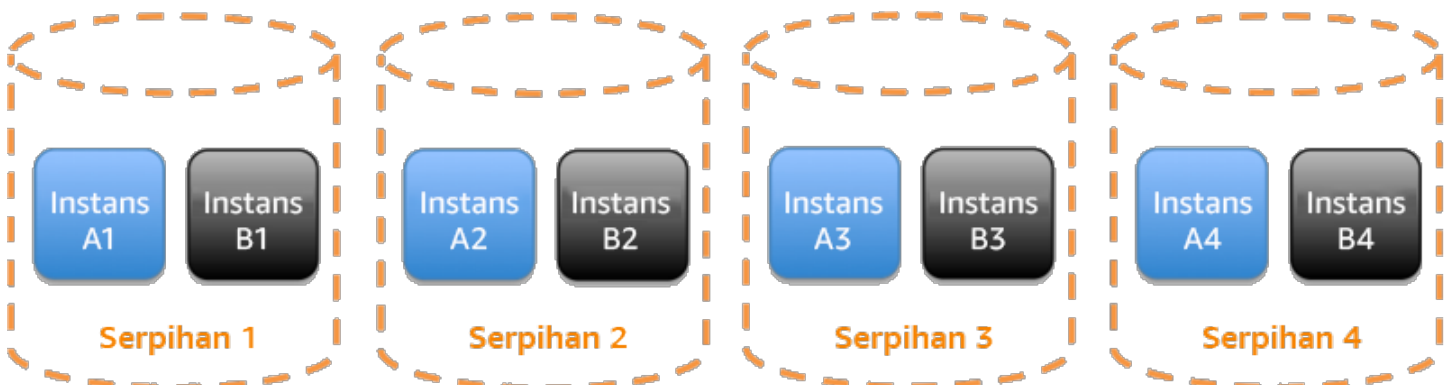 Instans
A1
Instans
B1
Serpihan 1
Instans
A2
Instans
B2
Serpihan 2
Instans
A3
Instans
B3
Serpihan 3
Instans
A4
Instans
B4
Serpihan 4